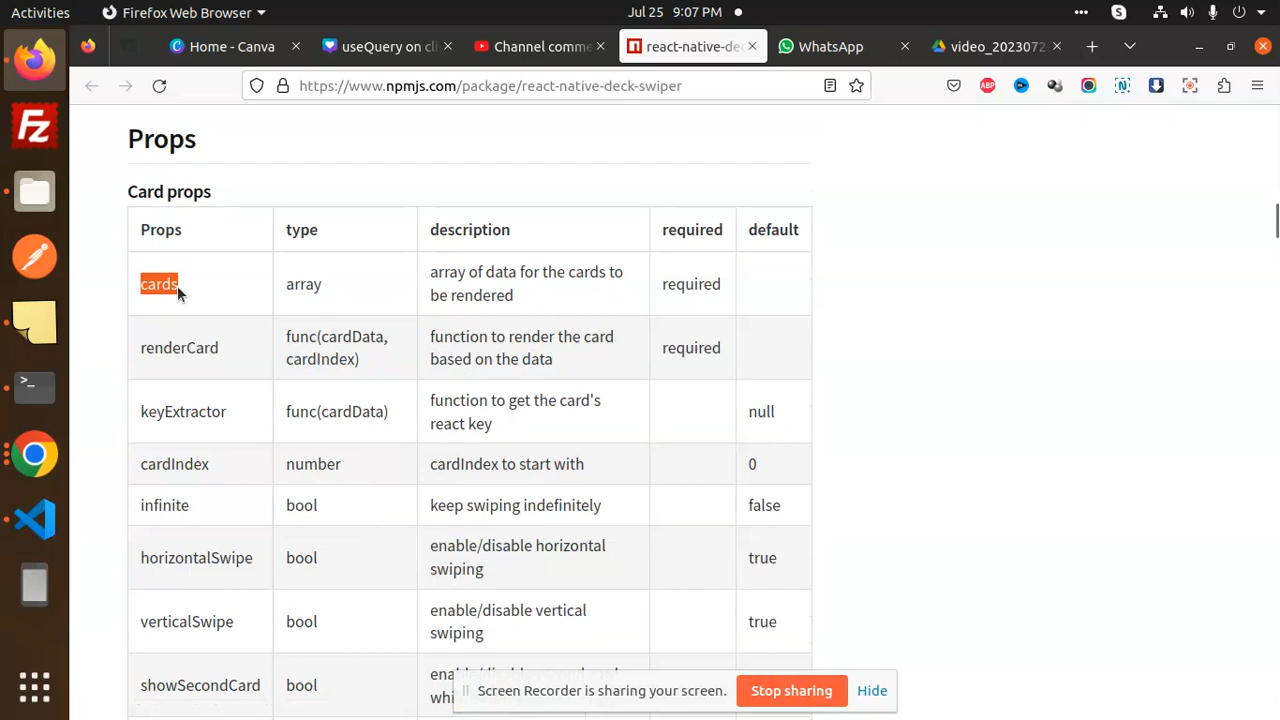 Activities
Firefox Web Browser
Jul 25 9:07 PM
Home - Canva
useQuery on cli
Channel comme
react-native-de
WhatsApp
video_2023072
https://www.npmjs.com/package/react-native-deck-swiper
ABP
N
Props
Card props
Props type description required default
cards array array of data for the cards to be rendered required
renderCard func(cardData, cardIndex) function to render the card based on the data required
keyExtractor func(cardData) function to get the card's react key null
cardIndex number cardIndex to start with 0
infinite bool keep swiping indefinitely false
horizontalSwipe bool enable/disable horizontal swiping true
verticalSwipe bool enable/disable vertical swiping true
showSecondCard bool
Screen Recorder is sharing your screen.
Stop sharing
Hide